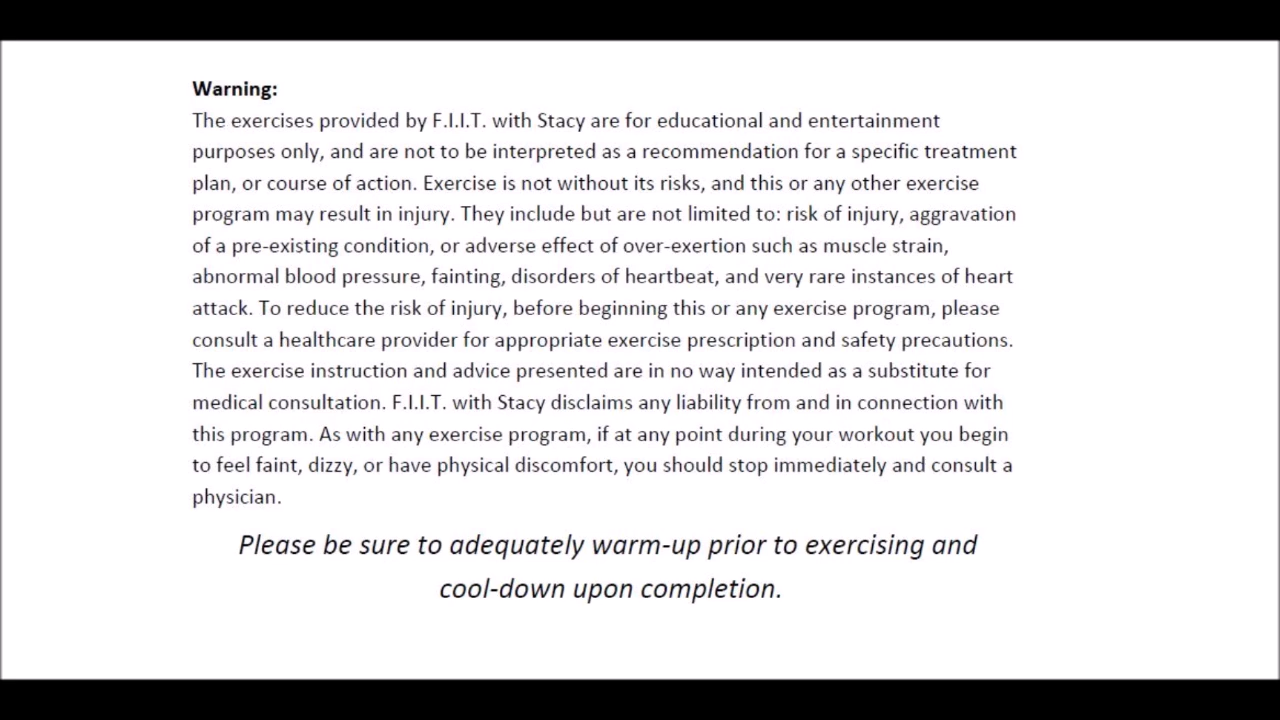 Warning:
The exercises provided by F.I.I.T. with Stacy are for educational and entertainment
purposes only, and are not to be interpreted as a recommendation for a specific treatment
plan, or course of action. Exercise is not without its risks, and this or any other exercise
program may result in injury. They include but are not limited to: risk of injury, aggravation
of a pre-existing condition, or adverse effect of over-exertion such as muscle strain,
abnormal blood pressure, fainting, disorders of heartbeat, and very rare instances of heart
attack. To reduce the risk of injury, before beginning this or any exercise program, please
consult a healthcare provider for appropriate exercise prescription and safety precautions.
The exercise instruction and advice presented are in no way intended as a substitute for
medical consultation. F.I.I.T. with Stacy disclaims any liability from and in connection with
this program. As with any exercise program, if at any point during your workout you begin
to feel faint, dizzy, or have physical discomfort, you should stop immediately and consult a
physician.
Please be sure to adequately warm-up prior to exercising and
cool-down upon completion.